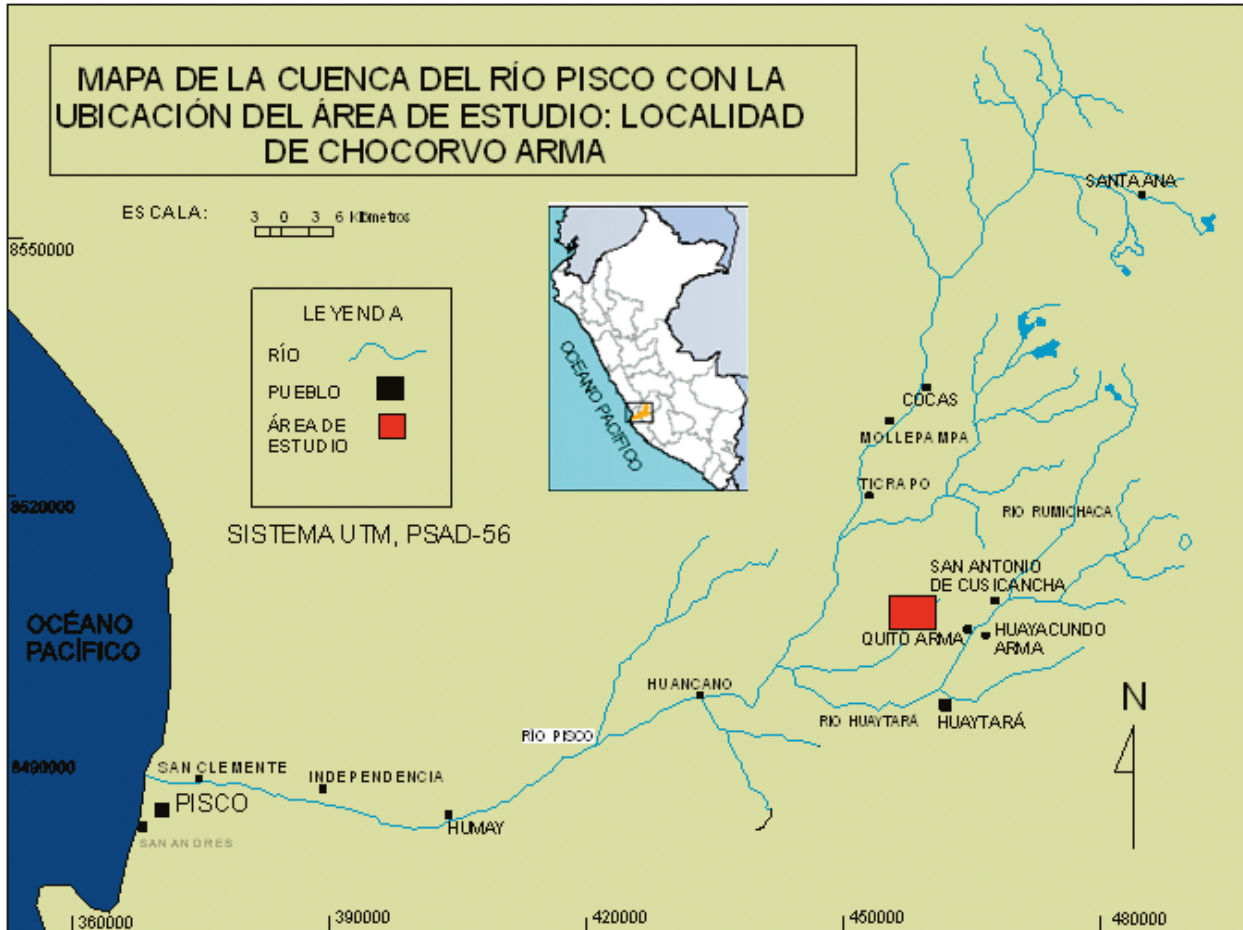 MAPA DE LA CUENCA DEL RÍO PISCO CON LA
UBICACIÓN DEL ÁREA DE ESTUDIO: LOCALIDAD
DE CHOCORVO ARMA
ESCALA:
3 0 3 6 Kilómetros
8550000
LEYENDA
RÍO
PUEBLO
ÁREA DE
ESTUDIO
OCÉANO PACÍFICO
SANTA ANA
COCAS
MOLLEPAMPA
TICRAPO
8520000
RIO RUMICHACA
SISTEMA UTM, PSAD-56
SAN ANTONIO
DE CUSICANCHA
OCÉANO
PACÍFICO
QUITO ARMA
HUAYACUNDO
ARMA
HUANCANO
N
RIO HUAYTARÁ
HUAYTARÁ
RÍO PISCO
8490000
SAN CLEMENTE
INDEPENDENCIA
PISCO
HUMAY
SAN ANDRES
360000
390000
420000
450000
480000